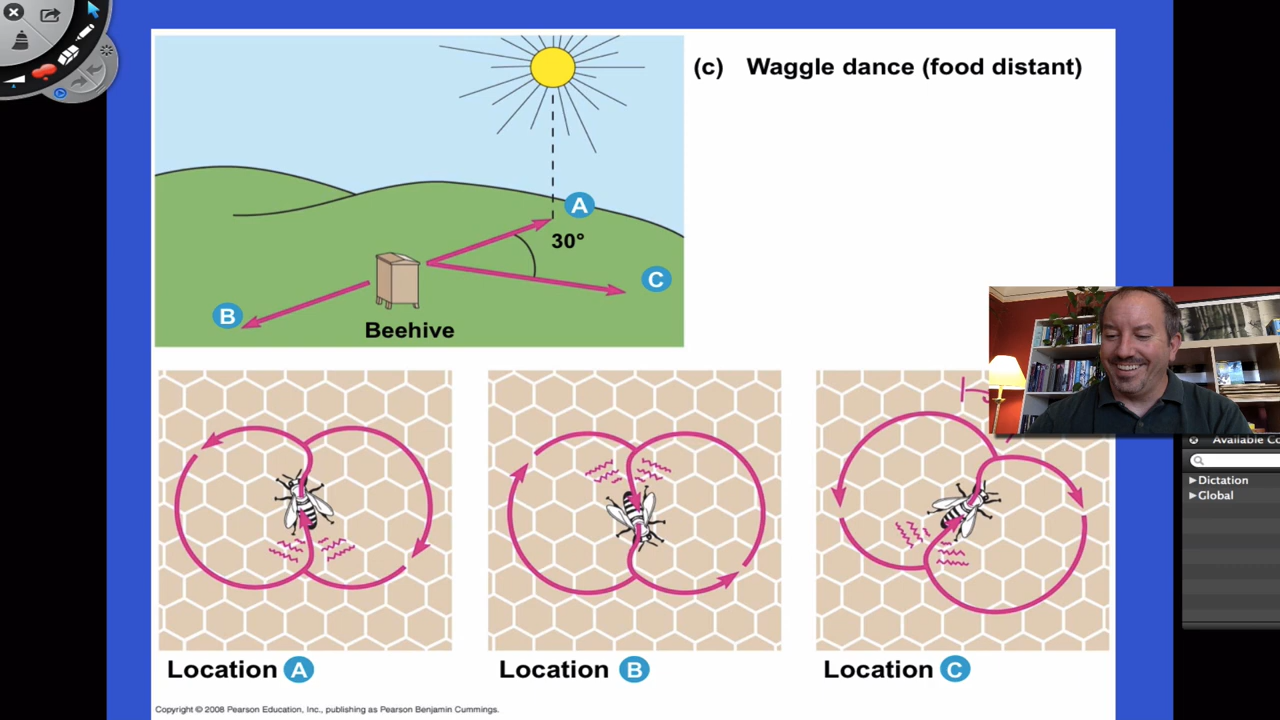 (c) Waggle dance (food distant)
A
30°
C
B
Beehive
Available Co
Dictation
Global
Location A
Location B
Location C
Copyright © 2008 Pearson Education, Inc., publishing as Pearson Benjamin Cummings.